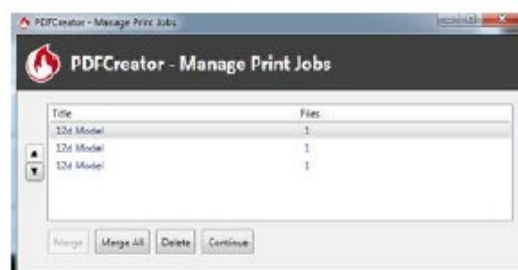 PDFCreator - Manage Print Jobs
PDFCreator - Manage Print Jobs
Title Files
12d Model 1
12d Model 1
12d Model 1
Merge Merge All Delete Continue